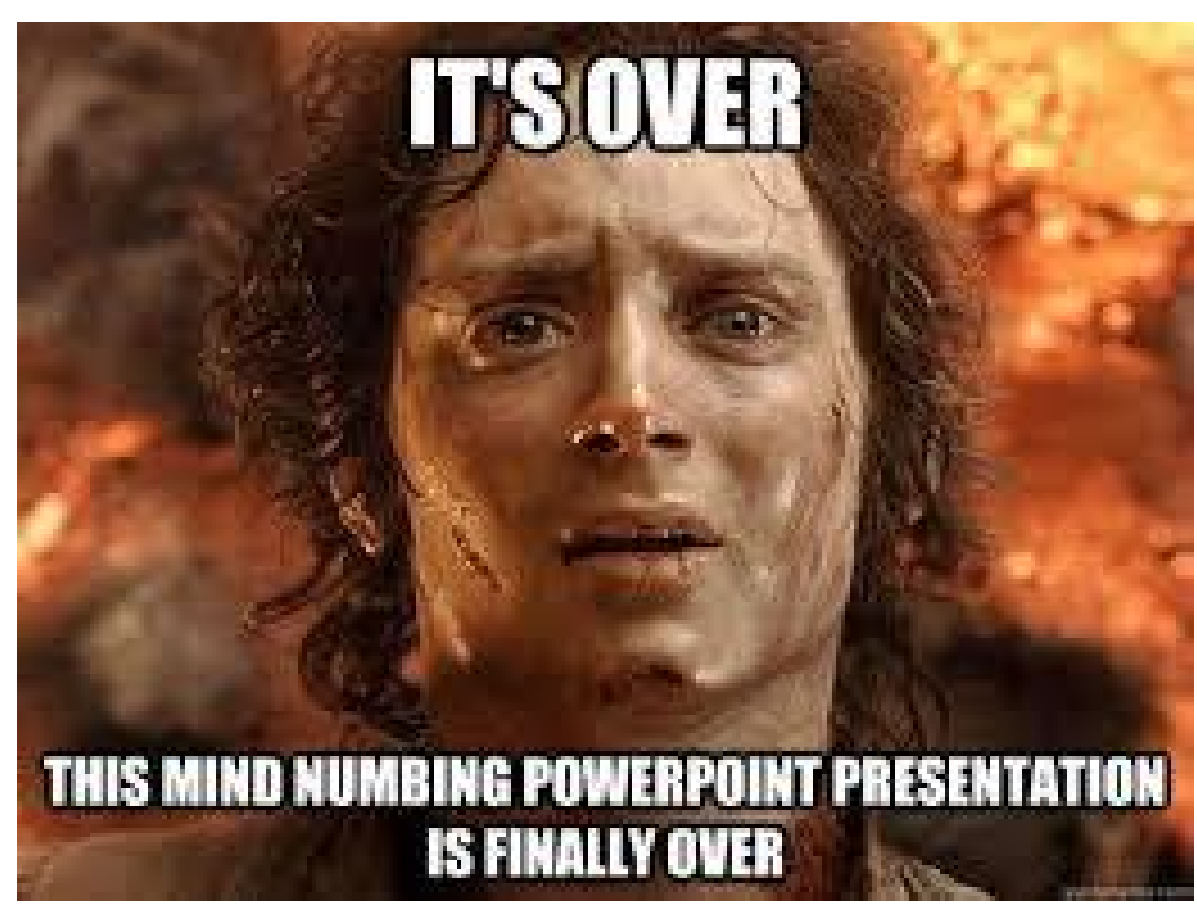 IT'S OVER
THIS MIND NUMBING POWERPOINT PRESENTATION
IS FINALLY OVER